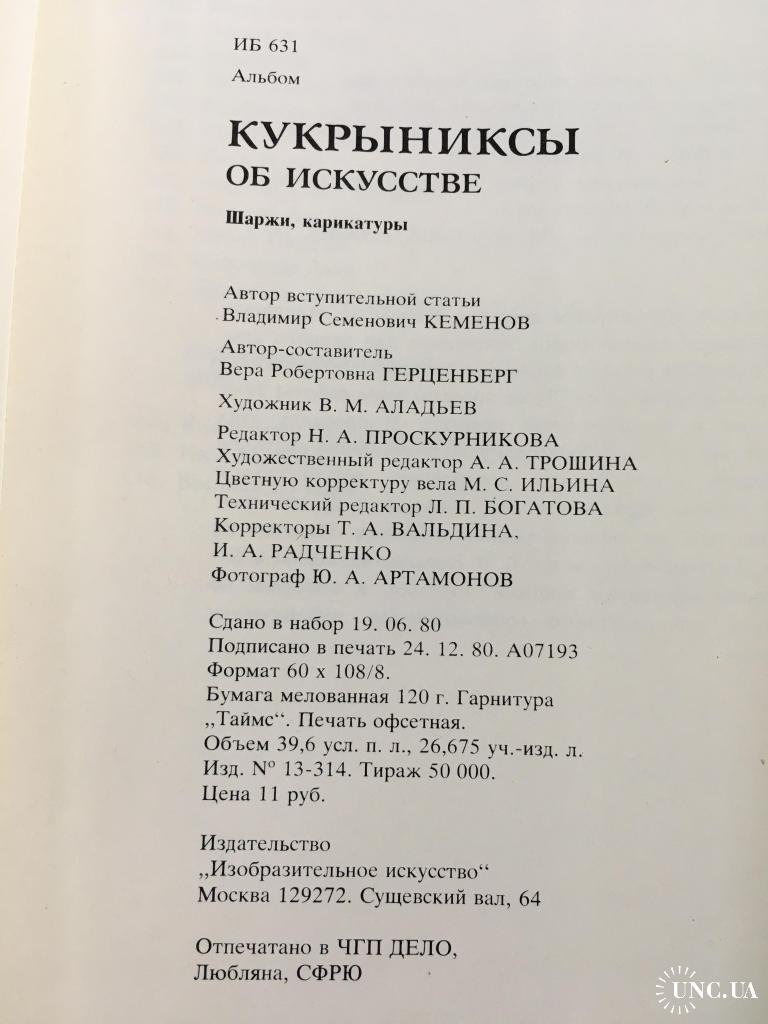 ИБ 631
Альбом
КУКРЫНИКСЫ
ОБ ИСКУССТВЕ
Шаржи, карикатуры
Автор вступительной статьи
Владимир Семенович КЕМЕНОВ
Автор-составитель
Вера Робертовна ГЕРЦЕНБЕРГ
Художник В. М. АЛАДЬЕВ
Редактор Н. А. ПРОСКУРНИКОВА
Художественный редактор А. А. ТРОШИНА
Цветную корректуру вела М. С. ИЛЬИНА
Технический редактор Л. П. БОГАТОВА
Корректоры Т. А. ВАЛЬДИНА,
И. А. РАДЧЕНКО
Фотограф Ю. А. АРТАМОНОВ
Сдано в набор 19. 06. 80
Подписано в печать 24. 12. 80. А07193
Формат 60 х 108/8.
Бумага мелованная 120 г. Гарнитура
„Таймс“. Печать офсетная.
Объем 39,6 усл. п. л., 26,675 уч.-изд. л.
Изд. № 13-314. Тираж 50 000.
Цена 11 руб.
Издательство
„Изобразительное искусство“
Москва 129272. Сущевский вал, 64
Отпечатано в ЧГП ДЕЛО,
Любляна, СФРЮ
UNC.UA